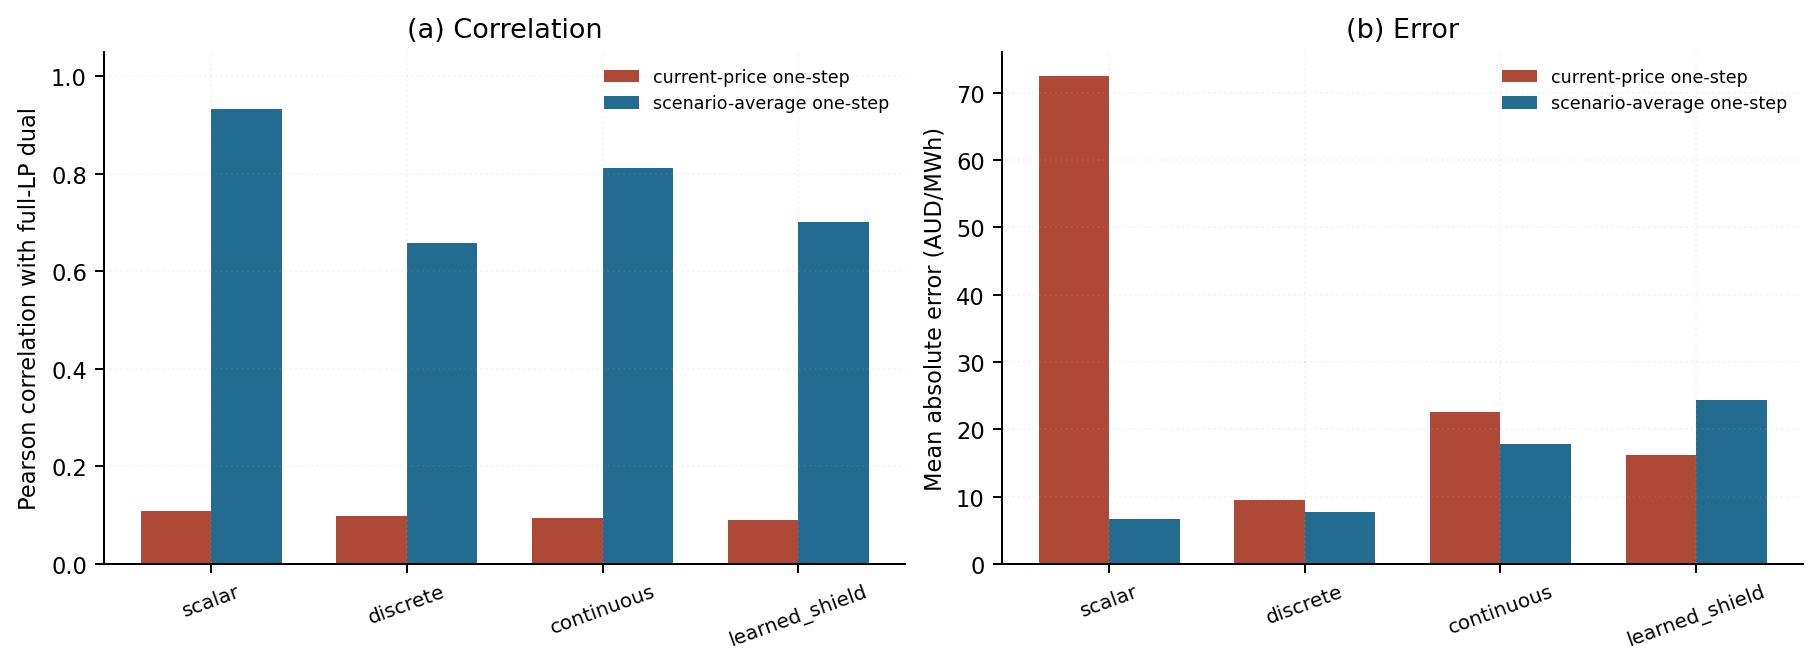 (a) Correlation
Pearson correlation with full-LP dual
1.0
0.8
0.6
0.4
0.2
0.0
current-price one-step
scenario-average one-step
scalar
discrete
continuous
learned_shield
(b) Error
Mean absolute error (AUD/MWh)
70
60
50
40
30
20
10
0
current-price one-step
scenario-average one-step
scalar
discrete
continuous
learned_shield